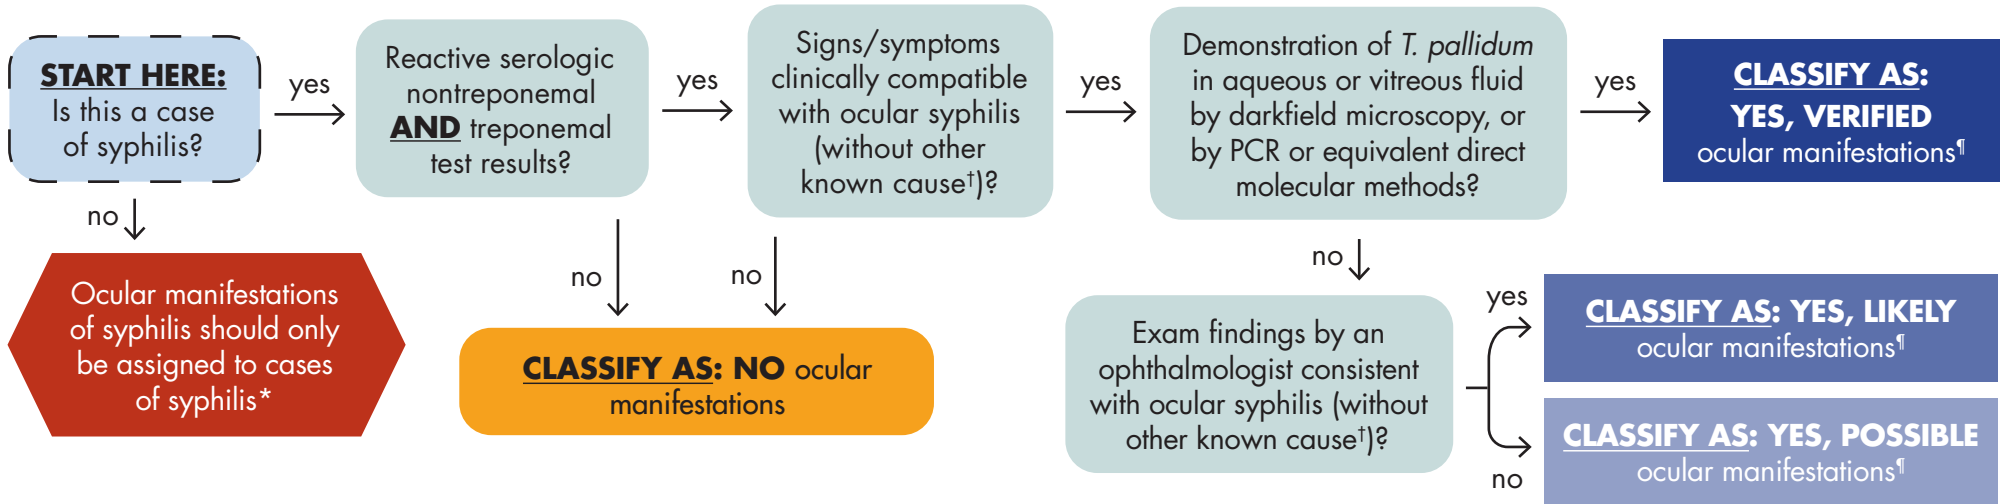 START HERE:
Is this a case
of syphilis?
yes
Reactive serologic
nontreponemal
AND treponemal
test results?
yes
Signs/symptoms
clinically compatible
with ocular syphilis
(without other
known cause†)?
yes
Demonstration of T. pallidum
in aqueous or vitreous fluid
by darkfield microscopy, or
by PCR or equivalent direct
molecular methods?
yes
CLASSIFY AS:
YES, VERIFIED
ocular manifestations¶
no
Ocular manifestations
of syphilis should only
be assigned to cases
of syphilis*
no
no
CLASSIFY AS: NO ocular
manifestations
no
Exam findings by an
ophthalmologist consistent
with ocular syphilis (without
other known cause†)?
yes
CLASSIFY AS: YES, LIKELY
ocular manifestations¶
no
CLASSIFY AS: YES, POSSIBLE
ocular manifestations¶